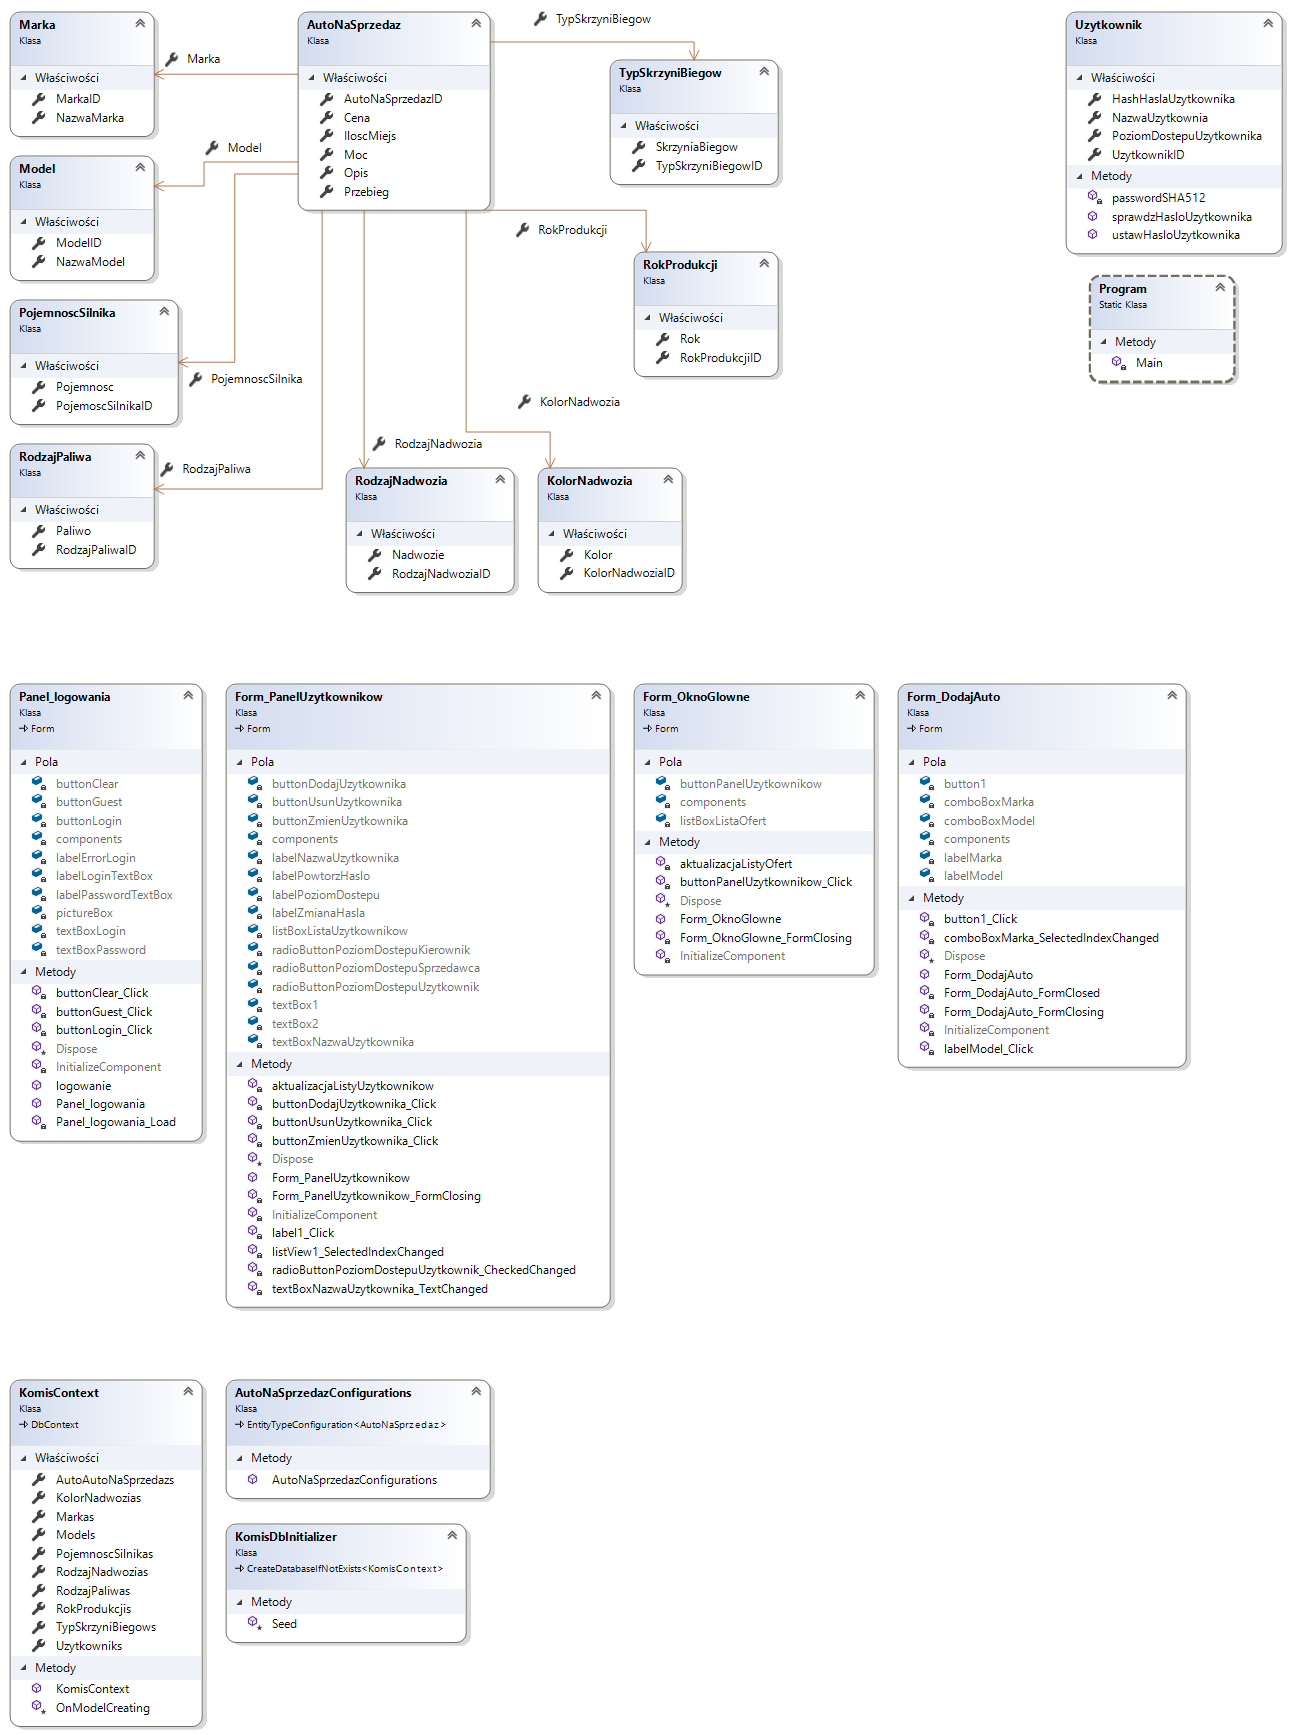 Marka
Klasa
Właściwości
MarkaID
NazwaMarka
Marka
AutoNaSprzedaz
Klasa
Właściwości
AutoNaSprzedazID
Cena
IloscMiejs
Moc
Opis
Przebieg
TypSkrzyniBiegow
TypSkrzyniBiegow
Klasa
Właściwości
SkrzyniaBiegow
TypSkrzyniBiegowID
Uzytkownik
Klasa
Właściwości
HashHaslaUzytkownika
NazwaUzytkownia
PoziomDostepuUzytkownika
UzytkownikID
Metody
passwordSHA512
sprawdzHasloUzytkownika
ustawHasloUzytkownika
Model
Model
Klasa
Właściwości
ModelID
NazwaModel
RokProdukcji
RokProdukcji
Klasa
Właściwości
Rok
RokProdukcjiID
Program
Static Klasa
Metody
Main
PojemnoscSilnika
Klasa
Właściwości
Pojemnosc
PojemoscSilnikaID
PojemnoscSilnika
KolorNadwozia
RodzajPaliwa
Klasa
Właściwości
Paliwo
RodzajPaliwaID
RodzajPaliwa
RodzajNadwozia
RodzajNadwozia
Klasa
Właściwości
Nadwozie
RodzajNadwoziaID
KolorNadwozia
Klasa
Właściwości
Kolor
KolorNadwoziaID
Panel_logowania
Klasa
Form
Pola
buttonClear
buttonGuest
buttonLogin
components
labelErrorLogin
labelLoginTextBox
labelPasswordTextBox
pictureBox
textBoxLogin
textBoxPassword
Metody
buttonClear_Click
buttonGuest_Click
buttonLogin_Click
Dispose
InitializeComponent
logowanie
Panel_logowania
Panel_logowania_Load
Form_PanelUzytkownikow
Klasa
Form
Pola
buttonDodajUzytkownika
buttonUsunUzytkownika
buttonZmienUzytkownika
components
labelNazwaUzytkownika
labelPowtorzHaslo
labelPoziomDostepu
labelZmianaHasla
listBoxListaUzytkownikow
radioButtonPoziomDostepuKierownik
radioButtonPoziomDostepuSprzedawca
radioButtonPoziomDostepuUzytkownik
textBox1
textBox2
textBoxNazwaUzytkownika
Metody
aktualizacjaListyUzytkownikow
buttonDodajUzytkownika_Click
buttonUsunUzytkownika_Click
buttonZmienUzytkownika_Click
Dispose
Form_PanelUzytkownikow
Form_PanelUzytkownikow_FormClosing
InitializeComponent
label1_Click
listView1_SelectedIndexChanged
radioButtonPoziomDostepuUzytkownik_CheckedChanged
textBoxNazwaUzytkownika_TextChanged
Form_OknoGlowne
Klasa
Form
Pola
buttonPanelUzytkownikow
components
listBoxListaOfert
Metody
aktualizacjaListyOfert
buttonPanelUzytkownikow_Click
Dispose
Form_OknoGlowne
Form_OknoGlowne_FormClosing
InitializeComponent
Form_DodajAuto
Klasa
Form
Pola
button1
comboBoxMarka
comboBoxModel
components
labelMarka
labelModel
Metody
button1_Click
comboBoxMarka_SelectedIndexChanged
Dispose
Form_DodajAuto
Form_DodajAuto_FormClosed
Form_DodajAuto_FormClosing
InitializeComponent
labelModel_Click
KomisContext
Klasa
DbContext
Właściwości
AutoAutoNaSprzedazs
KolorNadwozias
Markas
Models
PojemnoscSilnikas
RodzajNadwozias
RodzajPaliwas
RokProdukcjis
TypSkrzyniBiegows
Uzytkowniks
Metody
KomisContext
OnModelCreating
AutoNaSprzedazConfigurations
Klasa
EntityTypeConfiguration<AutoNaSprzedaz>
Metody
AutoNaSprzedazConfigurations
KomisDbInitializer
Klasa
CreateDatabaseIfNotExists<KomisContext>
Metody
Seed